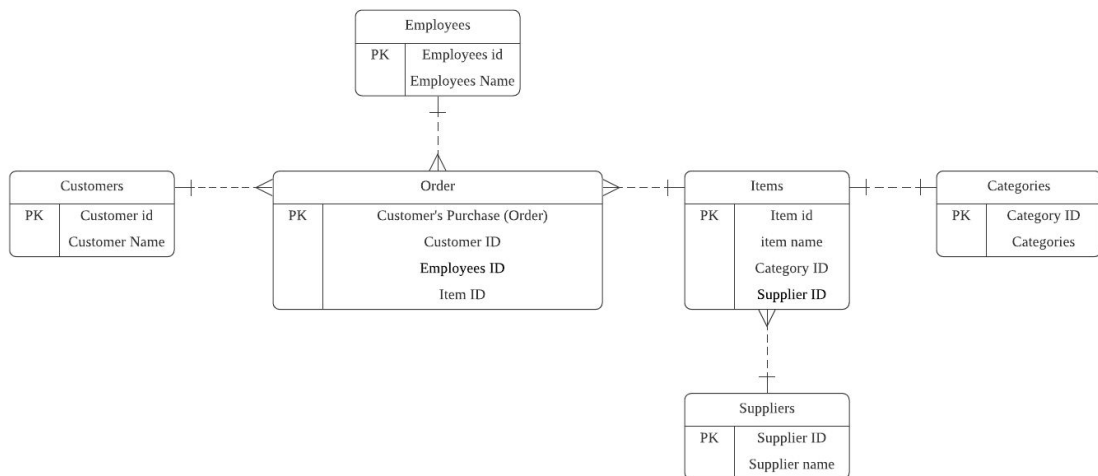 Employees
PK Employees id
Employees Name
Customers
PK Customer id
Customer Name
Order
PK Customer's Purchase (Order)
Customer ID
Employees ID
Item ID
Items
PK Item id
item name
Category ID
Supplier ID
Categories
PK Category ID
Categories
Suppliers
PK Supplier ID
Supplier name